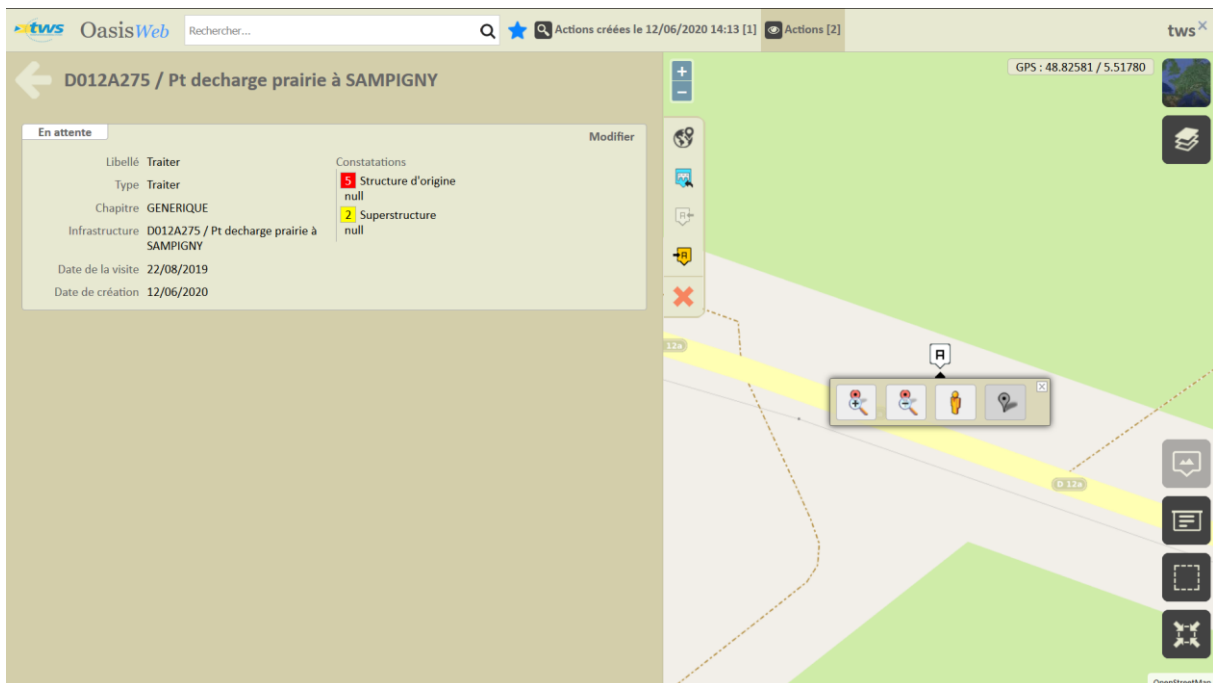 tws OasisWeb Rechercher... Actions créées le 12/06/2020 14:13 [1] Actions [2] tws
D012A275 / Pt decharge prairie à SAMPIGNY
En attente Modifier
Libellé Traiter
Type Traiter
Chapitre GENERIQUE
Infrastructure D012A275 / Pt decharge prairie à
SAMPIGNY
Date de la visite 22/08/2019
Date de création 12/06/2020
Constatations
5 Structure d'origine
null
2 Superstructure
null
GPS : 48.82581 / 5.51780
+
−
R
R
12a
R
D 12a
OpenStreetMap